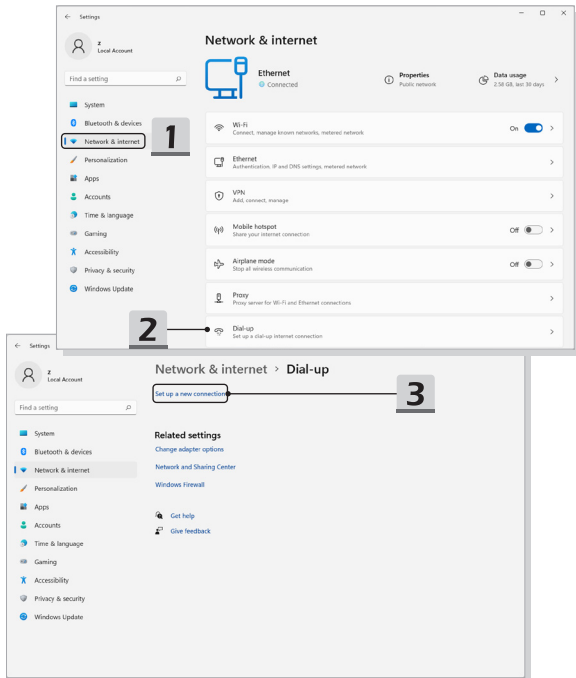 Settings
z
Local Account
Find a setting
System
Bluetooth & devices
Network & internet
Personalization
Apps
Accounts
Time & language
Gaming
Accessibility
Privacy & security
Windows Update
1
Network & internet
Ethernet
Connected
Properties
Public network
Data usage
2.58 GB, last 30 days
Wi-Fi
Connect, manage known networks, metered network
On
Ethernet
Authentication, IP and DNS settings, metered network
VPN
Add, connect, manage
Mobile hotspot
Share your internet connection
Off
Airplane mode
Stop all wireless communication
Off
Proxy
Proxy server for Wi-Fi and Ethernet connections
2
Dial-up
Set up a dial-up internet connection
Settings
z
Local Account
Find a setting
System
Bluetooth & devices
Network & internet
Personalization
Apps
Accounts
Time & language
Gaming
Accessibility
Privacy & security
Windows Update
Network & internet > Dial-up
Set up a new connection
3
Related settings
Change adapter options
Network and Sharing Center
Windows Firewall
Get help
Give feedback